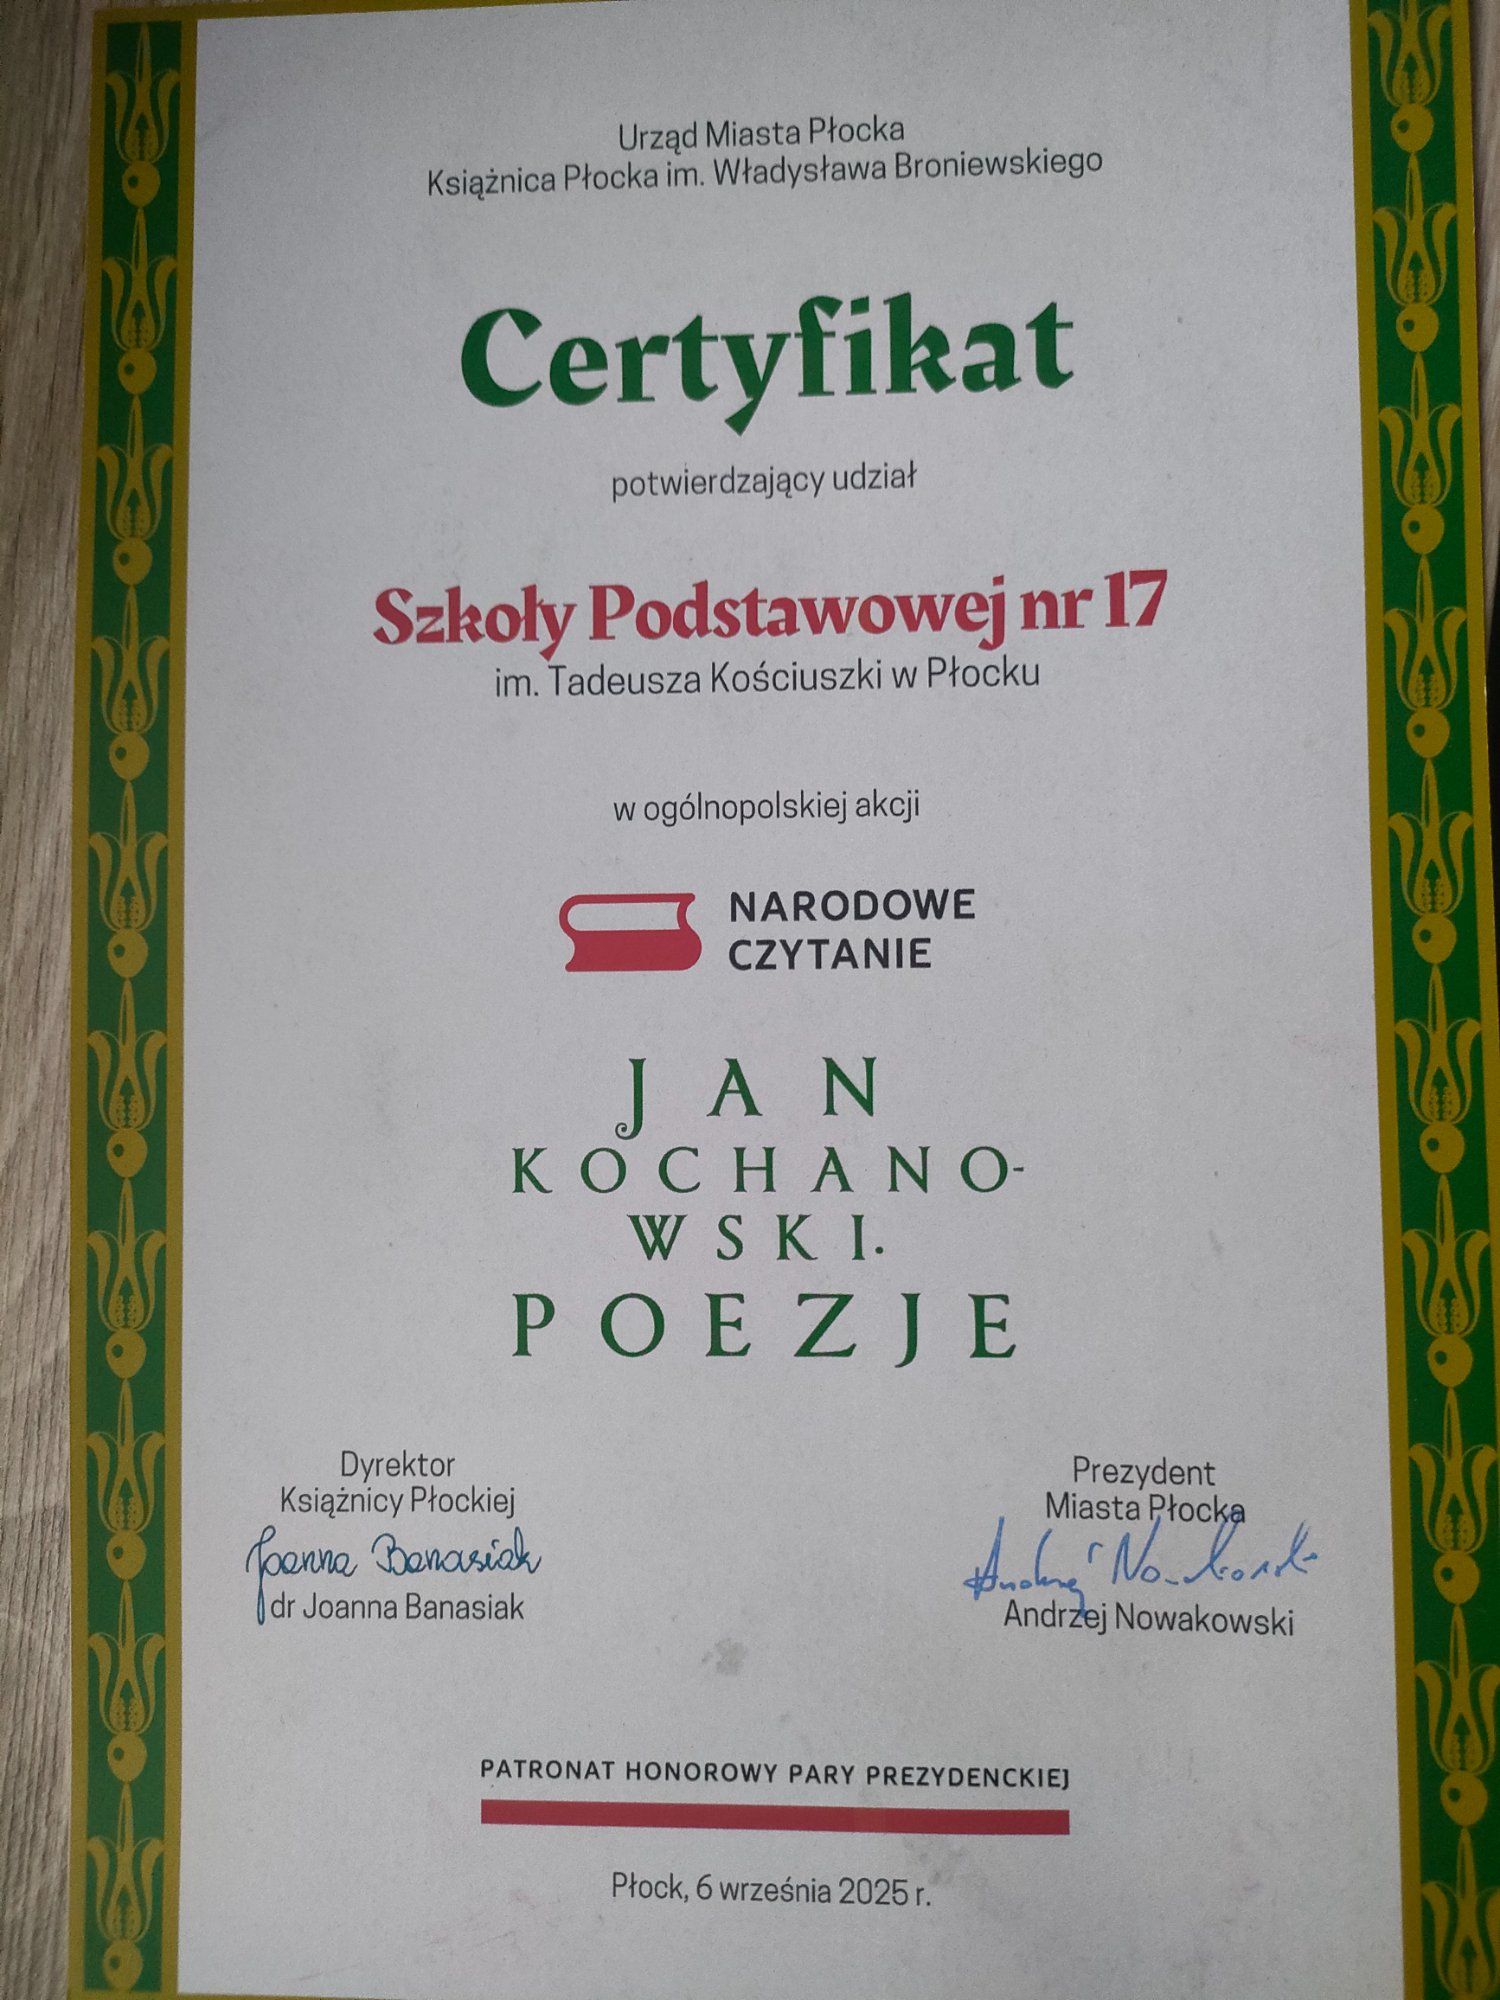 Urząd Miasta Płocka
Książnica Płocka im. Władysława Broniewskiego
Certyfikat
potwierdzający udział
Szkoły Podstawowej nr 17
im. Tadeusza Kościuszki w Płocku
w ogólnopolskiej akcji
NARODOWE
CZYTANIE
JAN
KOCHANO-
WSKI.
POEZJE
Dyrektor
Książnicy Płockiej
Joanna Banasiak
dr Joanna Banasiak
Prezydent
Miasta Płocka
Andrzej Nowakowski
Andrzej Nowakowski
PATRONAT HONOROWY PARY PREZYDENCKIEJ
Płock, 6 września 2025 r.